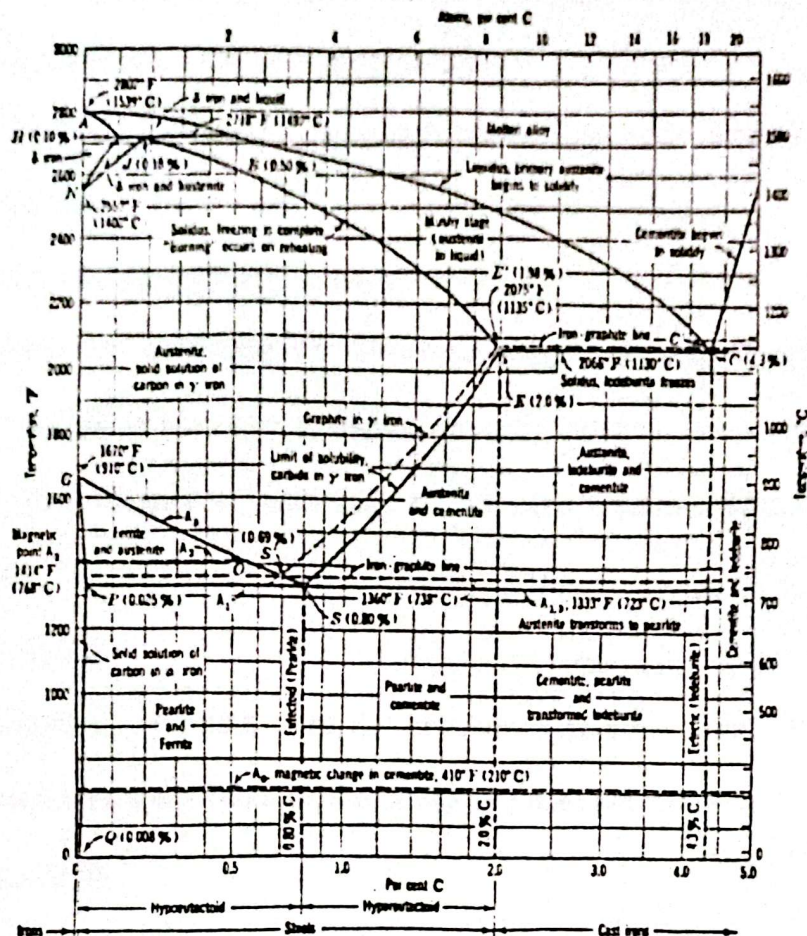 Atomic per cent C
2 4 6 8 10 12 14 16 18 20
3000
2800
2600
2400
2200
2000
1800
1600
1200
1000
0
2800° F
(1539° C)
A
δ iron and liquid
H (0.10 %)
2718° F (1492° C)
J (0.18 %)
B (0.50 %)
δ iron
δ iron and austenite
2557° F
(1400° C
Molten alloy
Liquidus, primary austenite
begins to solidify
Solidus, freezing is complete
"burning" occurs on reheating
Mushy stage
(austenite
in liquid)
Cementite begins
to solidify
E' (1.98 %)
2075° F
(1135° C)
Iron-graphite line
C'
C (4.3 %)
2066° F (1130° C)
Solidus, ledeburite freezes
E (2.0 %)
Austenite,
solid solution of
carbon in γ iron
Temperature, °F
Temperature, °C
Graphite in γ iron
Limit of solubility,
carbide in γ iron
Austenite,
ledeburite and
cementite
1670° F
(910° C)
G
A₃
Austenite
and cementite
Magnetic
point A₂
1414° F
(768° C)
Ferrite
and austenite
A₂
O
(0.69 %)
S'
Iron-graphite line
P (0.025 %)
A₁
1360° F (738° C)
S (0.80 %)
1333° F (723° C)
Austenite transforms to pearlite
Cementite and ledeburite
Solid solution of
carbon in α iron
Pearlite
and
Ferrite
Pearlite and
cementite
Cementite, pearlite
and
transformed ledeburite
Eutectic (ledeburite)
A₀ magnetic change in cementite, 410° F (210° C)
0.80 % C
2.0 % C
4.3 % C
Q (0.008 %)
1600
1500
1400
1300
1200
1000
900
800
700
600
500
0
0 0.5 1.0 2.0 3.0 4.0 5.0
Per cent C
Hypoeutectoid
Hypereutectoid
Irons
Steels
Cast irons